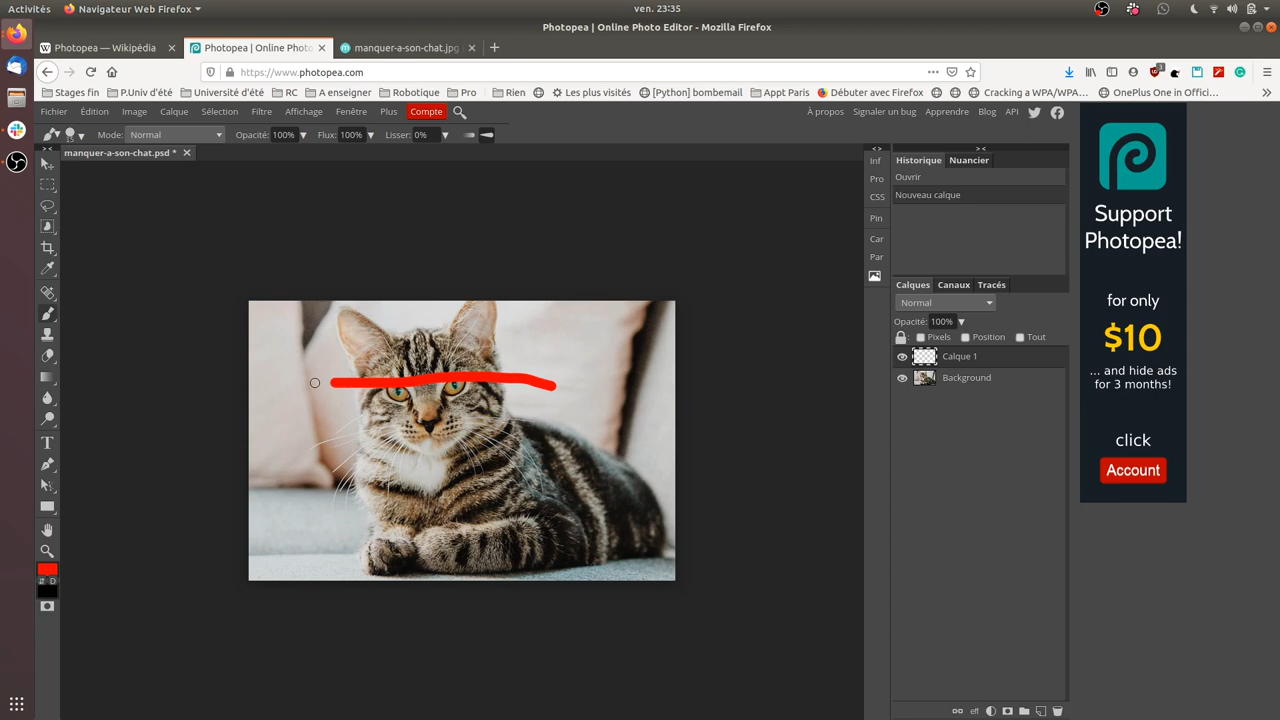 Activités Navigateur Web Firefox ven. 23:35
Photopea | Online Photo Editor - Mozilla Firefox
Photopea — Wikipédia Photopea | Online Photo manquer-a-son-chat.jpg
https://www.photopea.com
Stages fin P.Univ d'été Université d'été A enseigner Robotique Pro Rien Les plus visités [Python] bombemail Appt Paris Débuter avec Firefox Cracking a WPA/WPA… OnePlus One in Offici…
Fichier Édition Image Calque Sélection Filtre Affichage Fenêtre Plus Compte À propos Signaler un bug Apprendre Blog API
15 Mode: Normal Opacité: 100% Flux: 100% Lisser: 0%
manquer-a-son-chat.psd *
Inf
Pro
CSS
Pin
Car
Par
Historique Nuancier
Ouvrir
Nouveau calque
Calques Canaux Tracés
Normal
Opacité: 100%
Pixels Position Tout
Calque 1
Background
eff
D
Support
Photopea!
for only
$10
... and hide ads
for 3 months!
click
Account